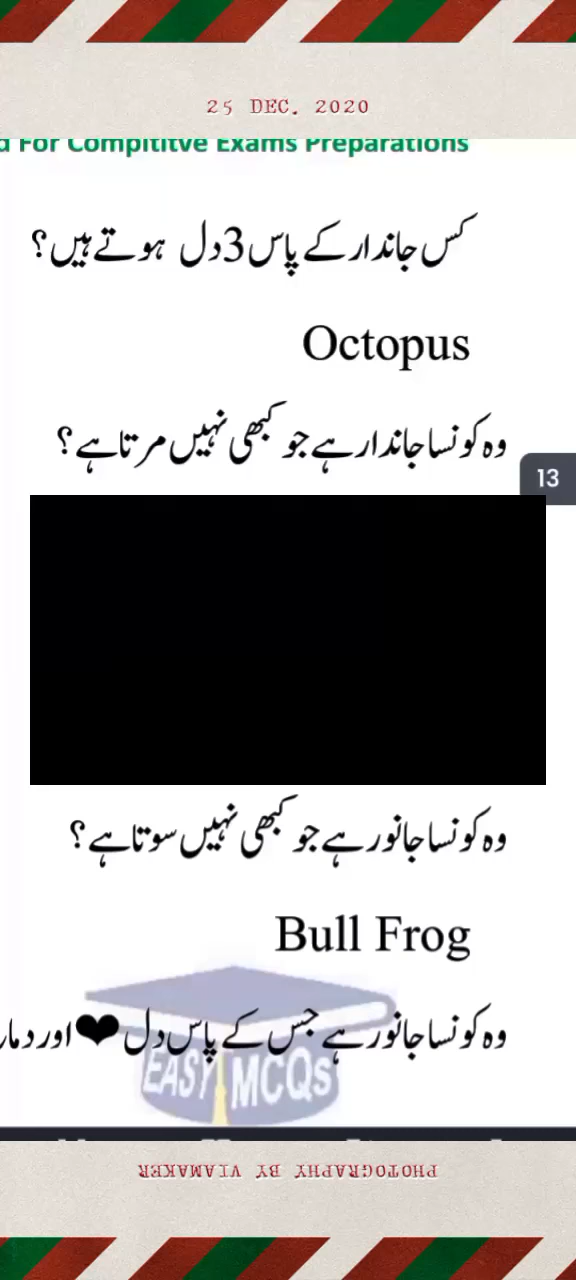 25 DEC. 2020
For Compititve Exams Preparations
کس جاندار کے پاس 3 دل ہوتے ہیں؟
Octopus
وہ کونسا جاندار ہے جو کبھی نہیں مرتا ہے؟
13
وہ کونسا جانور ہے جو کبھی نہیں سوتا ہے؟
Bull Frog
وہ کونسا جانور ہے جس کے پاس دل ❤ اور
EASY MCQs
PHOTOGRAPHY BY VIAMAKER